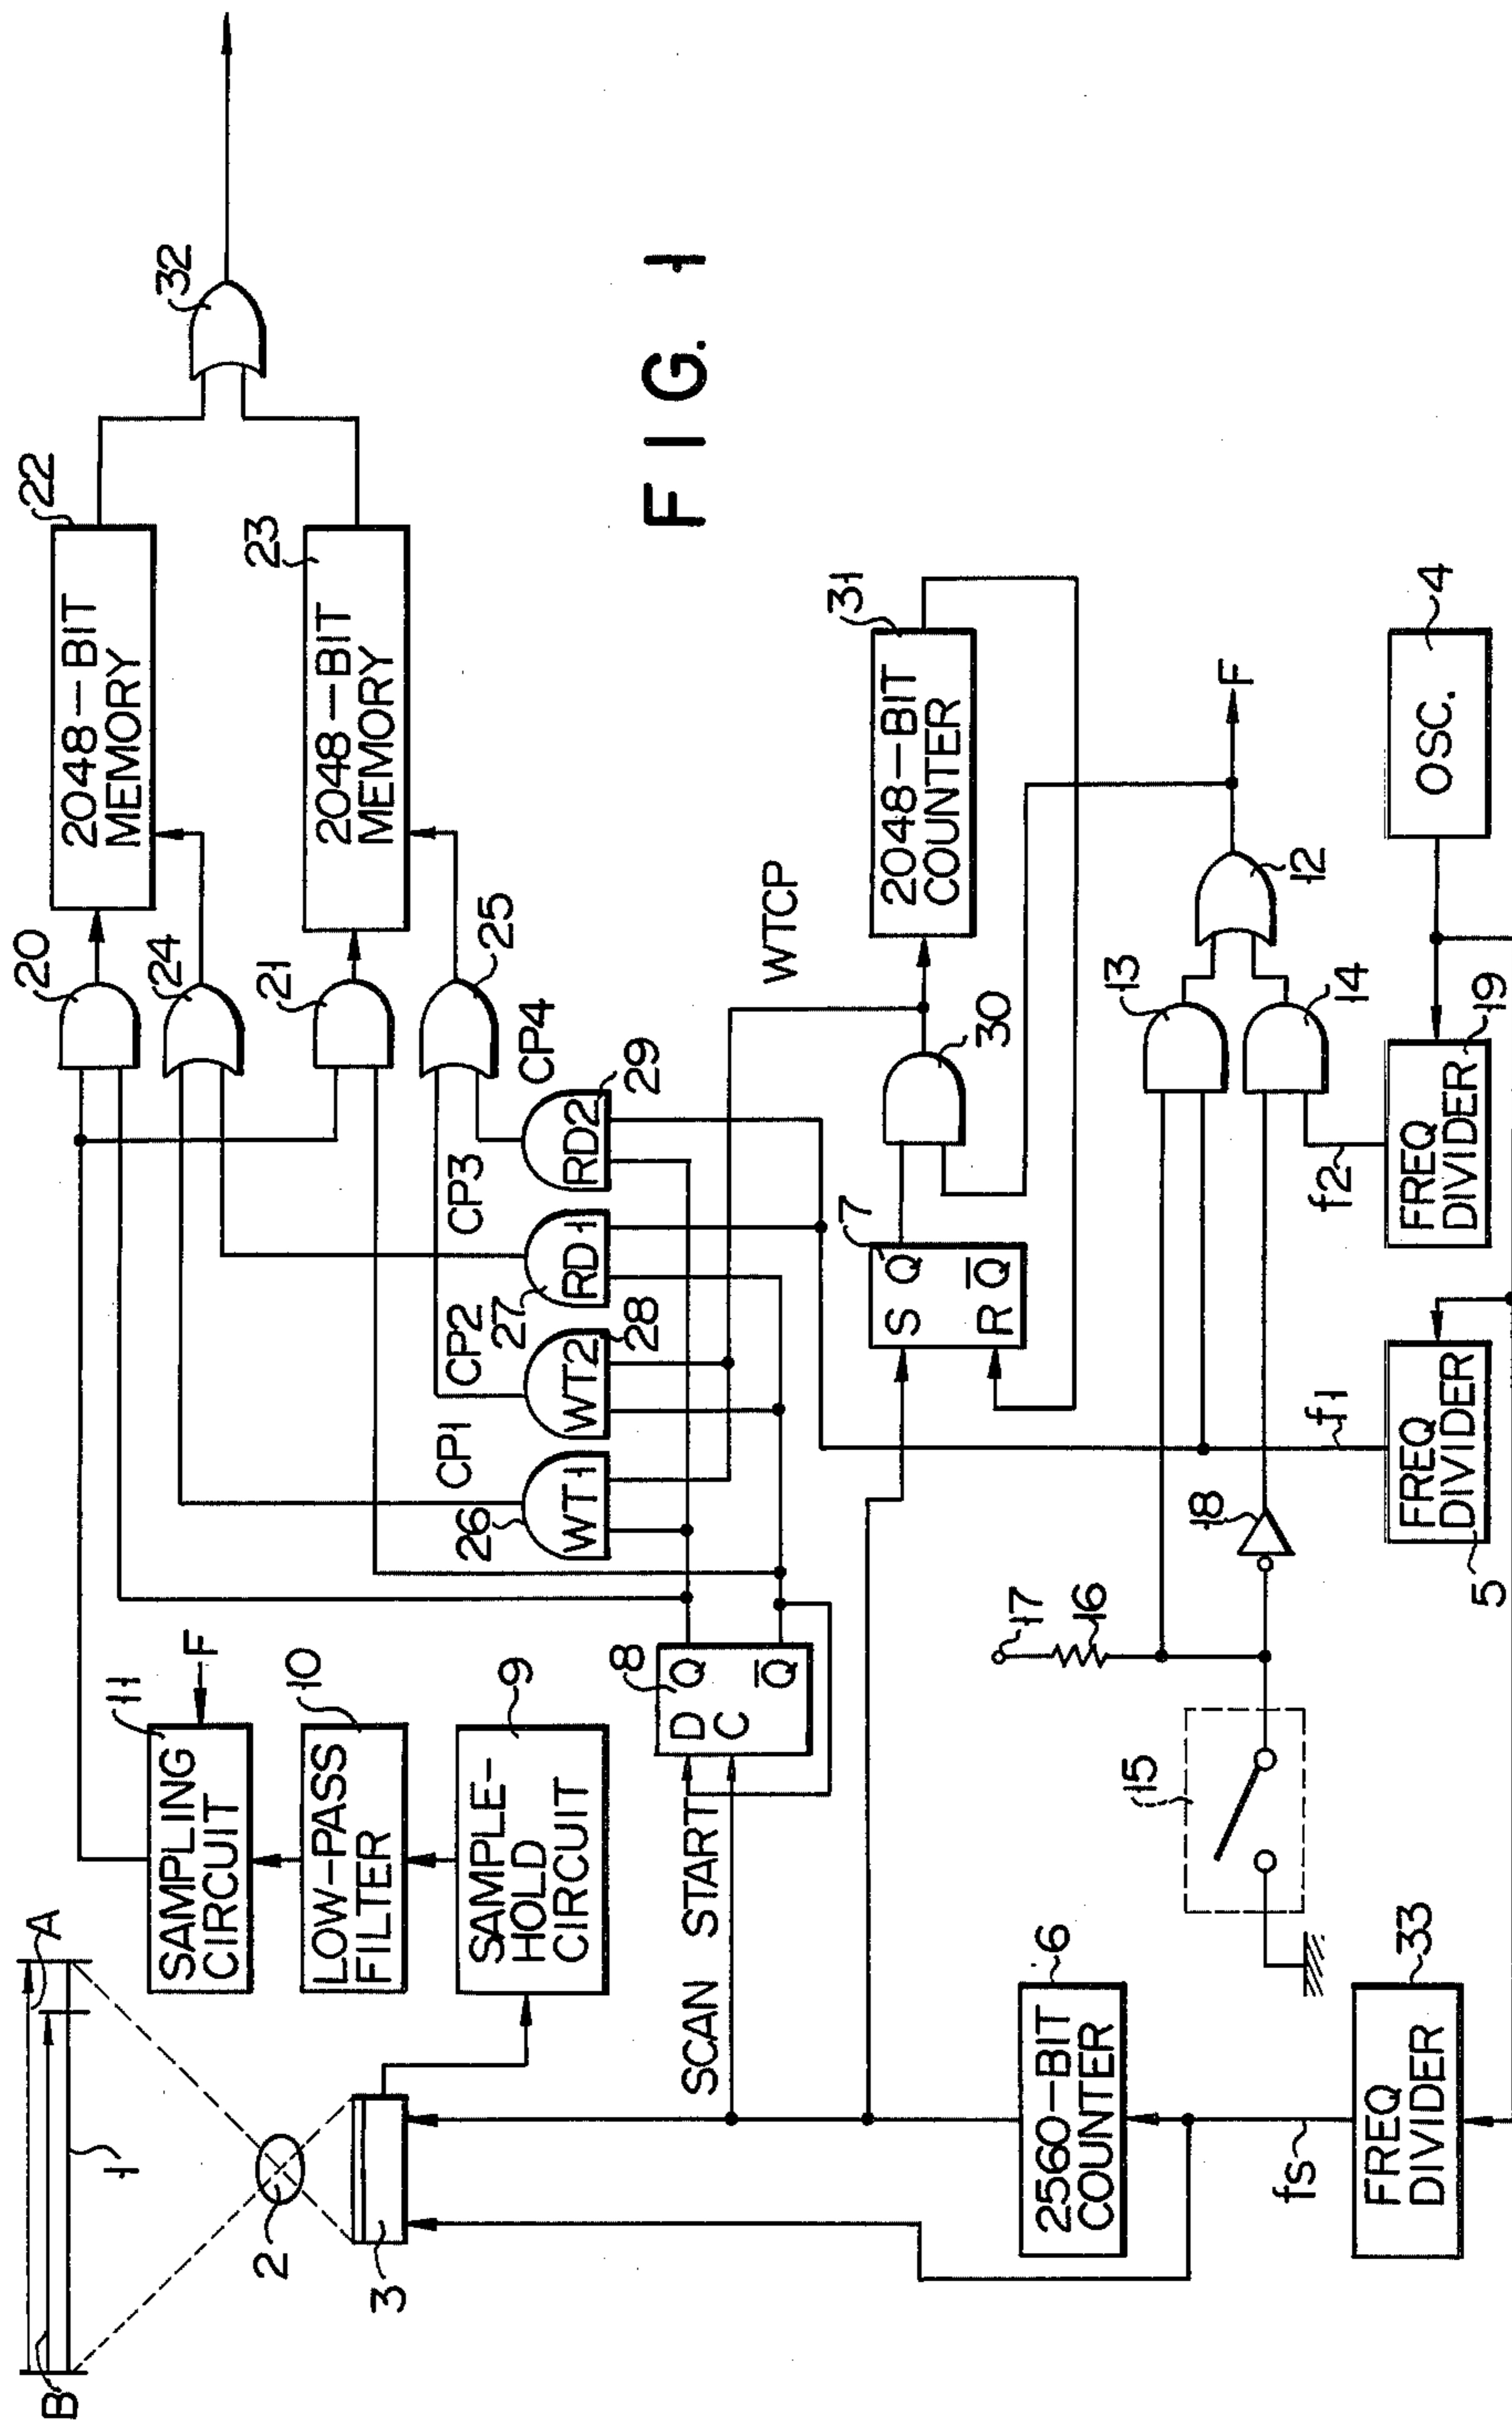 B
A
1
2
3
11
SAMPLING
CIRCUIT
F
10
LOW-PASS
FILTER
9
SAMPLE-
HOLD
CIRCUIT
20
24
21
25
22
2048-BIT
MEMORY
23
2048-BIT
MEMORY
32
SCAN START
8
D Q
C
Q̅
CP1
CP2
CP3
CP4
26
WT1
WT2
28
27
RD1
RD2
29
WTCP
7
S Q
R Q̅
30
31
2048-BIT
COUNTER
FIG. 1
6
2560-BIT
COUNTER
15
17
16
18
13
14
12
F
fs
33
FREQ
DIVIDER
f1
5
FREQ
DIVIDER
f2
19
FREQ
DIVIDER
4
OSC.